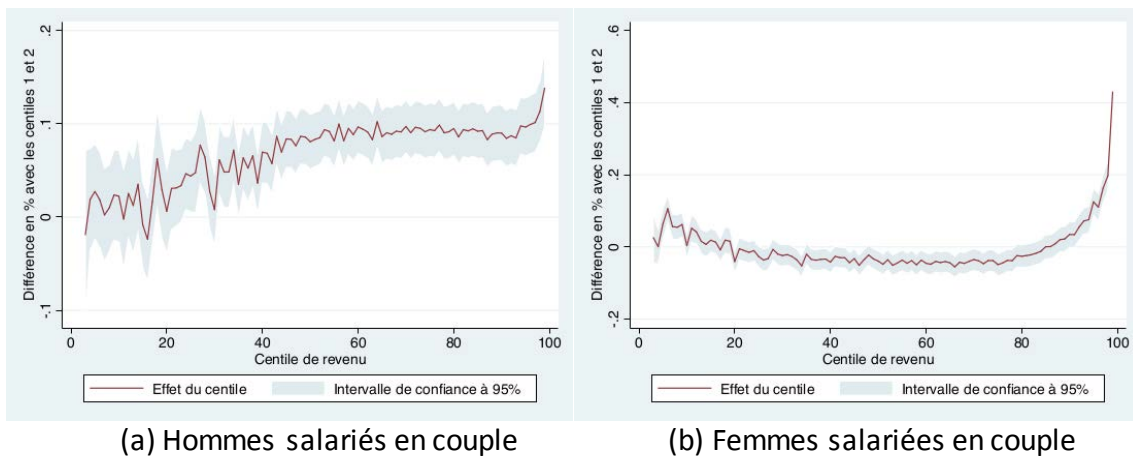 Différence en % avec les centiles 1 et 2
.2
.1
0
-.1
0 20 40 60 80 100
Centile de revenu
Effet du centile Intervalle de confiance à 95%
(a) Hommes salariés en couple
Différence en % avec les centiles 1 et 2
.6
.4
.2
0
-.2
0 20 40 60 80 100
Centile de revenu
Effet du centile Intervalle de confiance à 95%
(b) Femmes salariées en couple